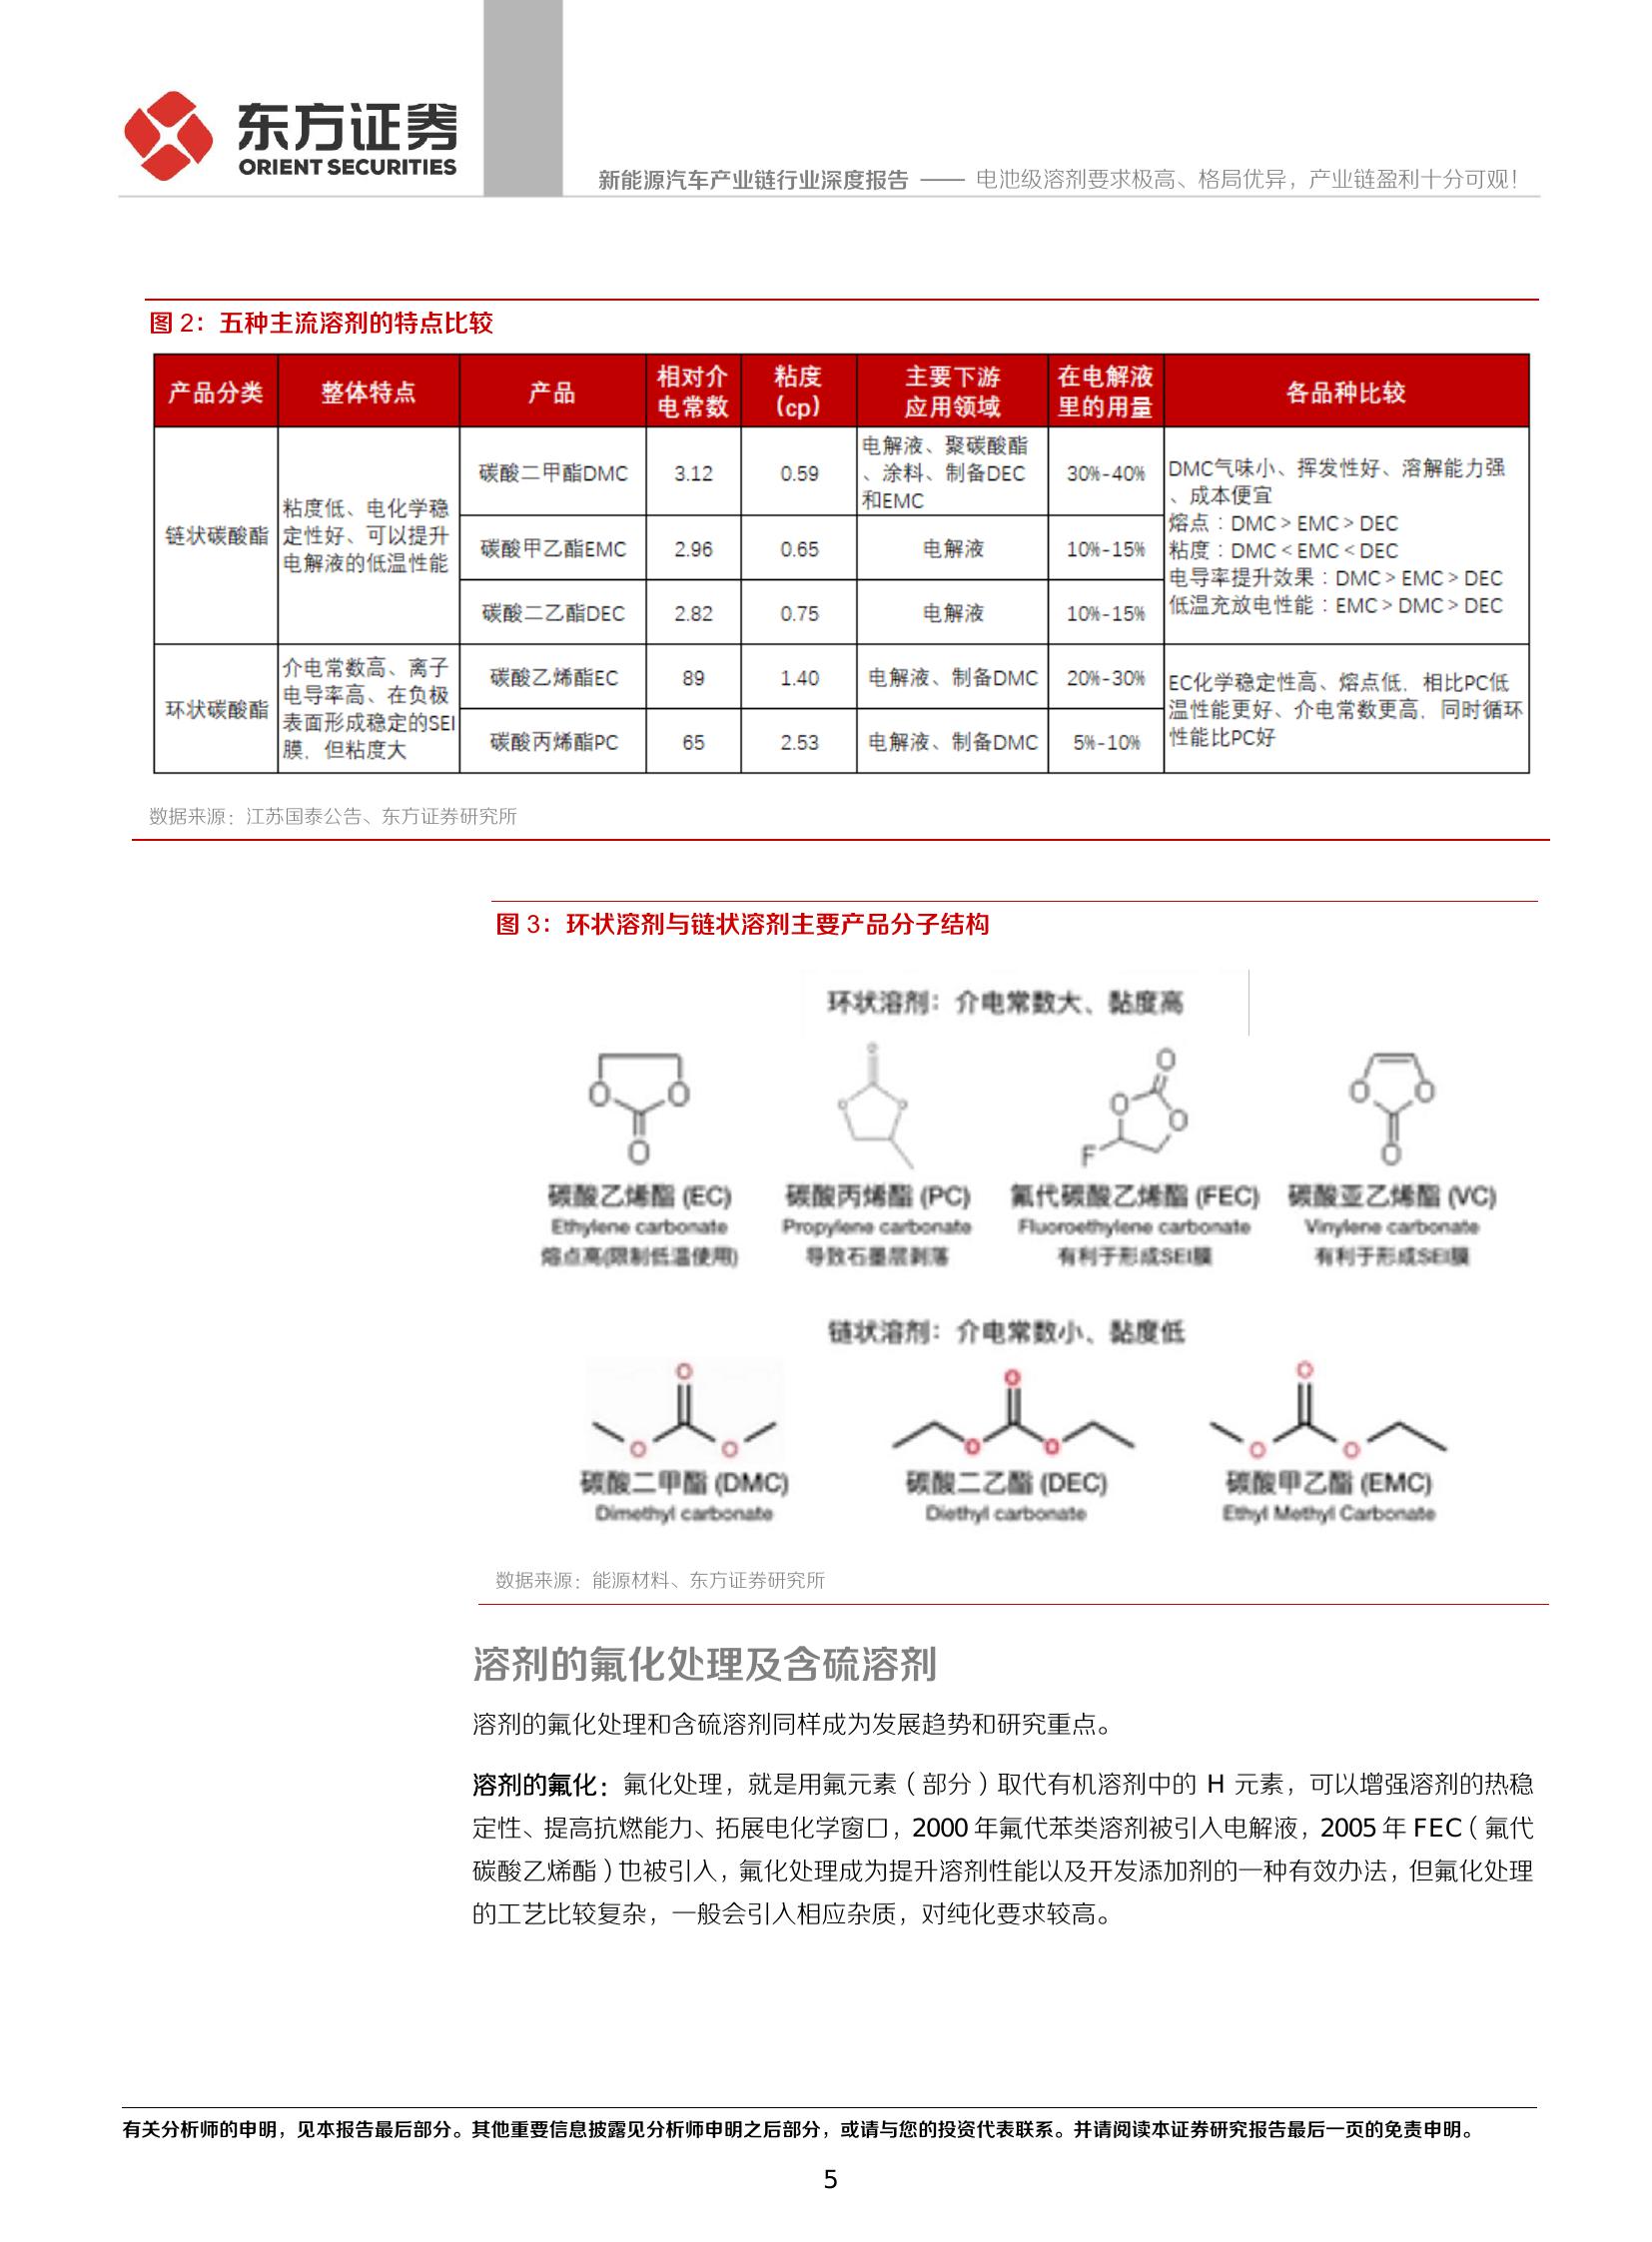 东方证券
ORIENT SECURITIES
新能源汽车产业链行业深度报告 —— 电池级溶剂要求极高、格局优异，产业链盈利十分可观！
图 2：五种主流溶剂的特点比较
产品分类 整体特点 产品 相对介电常数 粘度(cp) 主要下游应用领域 在电解液里的用量 各品种比较
链状碳酸酯
粘度低、电化学稳
定性好、可以提升
电解液的低温性能
碳酸二甲酯DMC 3.12 0.59
电解液、聚碳酸酯
、涂料、制备DEC
和EMC
30%-40%
碳酸甲乙酯EMC 2.96 0.65 电解液 10%-15%
碳酸二乙酯DEC 2.82 0.75 电解液 10%-15%
DMC气味小、挥发性好、溶解能力强
、成本便宜
熔点：DMC > EMC > DEC
粘度：DMC < EMC < DEC
电导率提升效果：DMC > EMC > DEC
低温充放电性能：EMC > DMC > DEC
环状碳酸酯
介电常数高、离子
电导率高、在负极
表面形成稳定的SEI
膜，但粘度大
碳酸乙烯酯EC 89 1.40 电解液、制备DMC 20%-30%
碳酸丙烯酯PC 65 2.53 电解液、制备DMC 5%-10%
EC化学稳定性高、熔点低，相比PC低
温性能更好、介电常数更高，同时循环
性能比PC好
数据来源：江苏国泰公告、东方证券研究所
图 3：环状溶剂与链状溶剂主要产品分子结构
环状溶剂：介电常数大、黏度高
O O O
O O O
O O O F
O O O
碳酸乙烯酯 (EC) 碳酸丙烯酯 (PC) 氟代碳酸乙烯酯 (FEC) 碳酸亚乙烯酯 (VC)
Ethylene carbonate Propylene carbonate Fluoroethylene carbonate Vinylene carbonate
熔点高(限制低温使用) 导致石墨层剥落 有利于形成SEI膜 有利于形成SEI膜
链状溶剂：介电常数小、黏度低
O O O
O O O
O O O
碳酸二甲酯 (DMC) 碳酸二乙酯 (DEC) 碳酸甲乙酯 (EMC)
Dimethyl carbonate Diethyl carbonate Ethyl Methyl Carbonate
数据来源：能源材料、东方证券研究所
溶剂的氟化处理及含硫溶剂
溶剂的氟化处理和含硫溶剂同样成为发展趋势和研究重点。
溶剂的氟化：氟化处理，就是用氟元素（部分）取代有机溶剂中的 H 元素，可以增强溶剂的热稳
定性、提高抗燃能力、拓展电化学窗口，2000 年氟代苯类溶剂被引入电解液，2005 年 FEC（氟代
碳酸乙烯酯）也被引入，氟化处理成为提升溶剂性能以及开发添加剂的一种有效办法，但氟化处理
的工艺比较复杂，一般会引入相应杂质，对纯化要求较高。
有关分析师的申明，见本报告最后部分。其他重要信息披露见分析师申明之后部分，或请与您的投资代表联系。并请阅读本证券研究报告最后一页的免责申明。
5